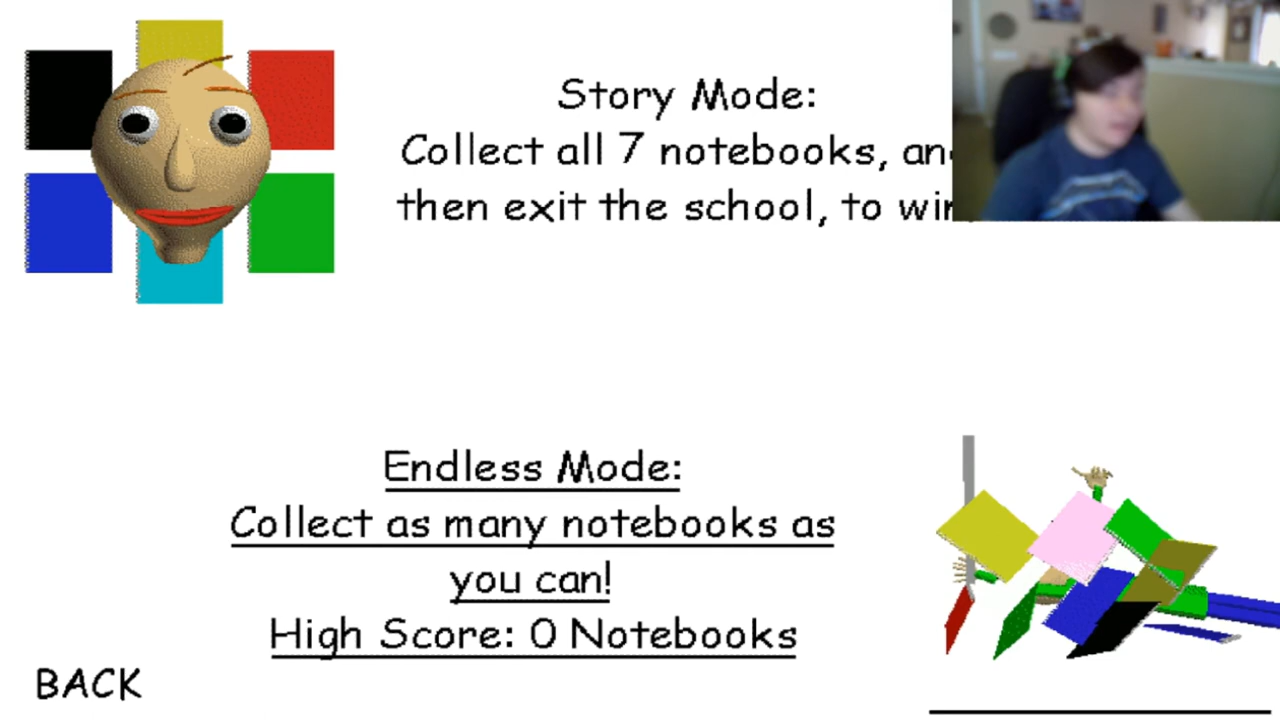 Story Mode:
Collect all 7 notebooks, an
then exit the school, to wi
Endless Mode:
Collect as many notebooks as
you can!
High Score: 0 Notebooks
BACK